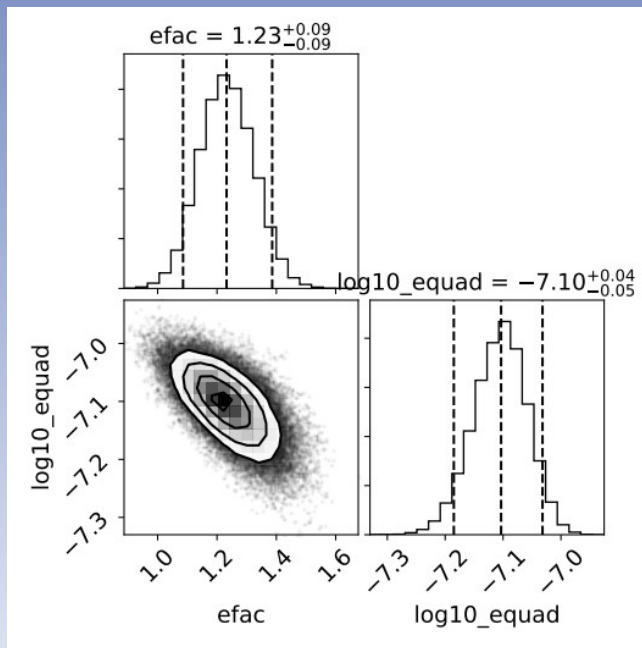 efac = 1.23+0.09−0.09
log10_equad = −7.10+0.04−0.05
log10_equad
−7.0
−7.1
−7.2
−7.3
1.0
1.2
1.4
1.6
efac
−7.3
−7.2
−7.1
−7.0
log10_equad